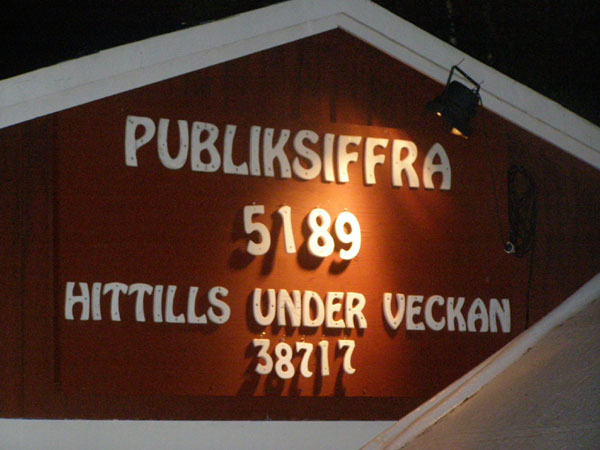 PUBLIKSIFFRA
5189
HITTILLS UNDER VECKAN
38717